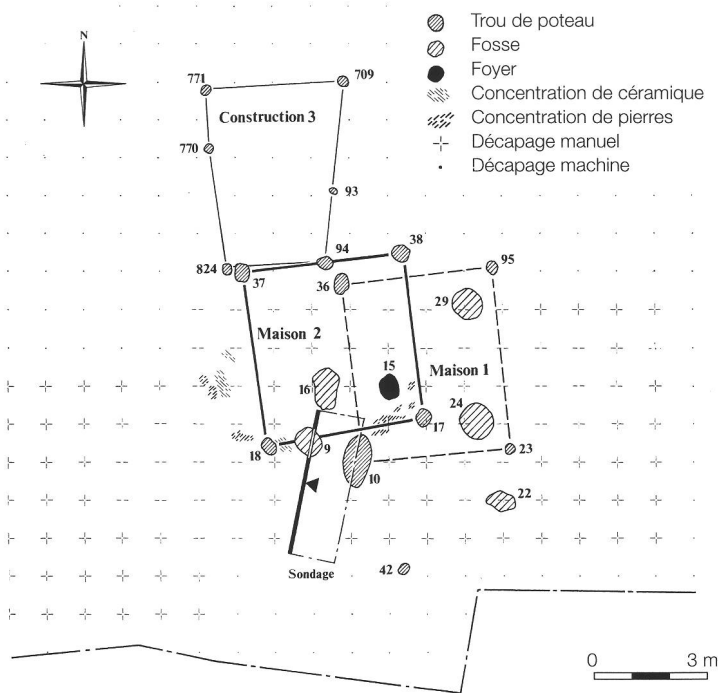 N
Trou de poteau
Fosse
Foyer
Concentration de céramique
Concentration de pierres
Décapage manuel
Décapage machine
771
709
Construction 3
770
93
94
38
824
37
36
95
29
Maison 2
15
Maison 1
16
24
17
18
9
10
23
22
Sondage
42
0 3 m